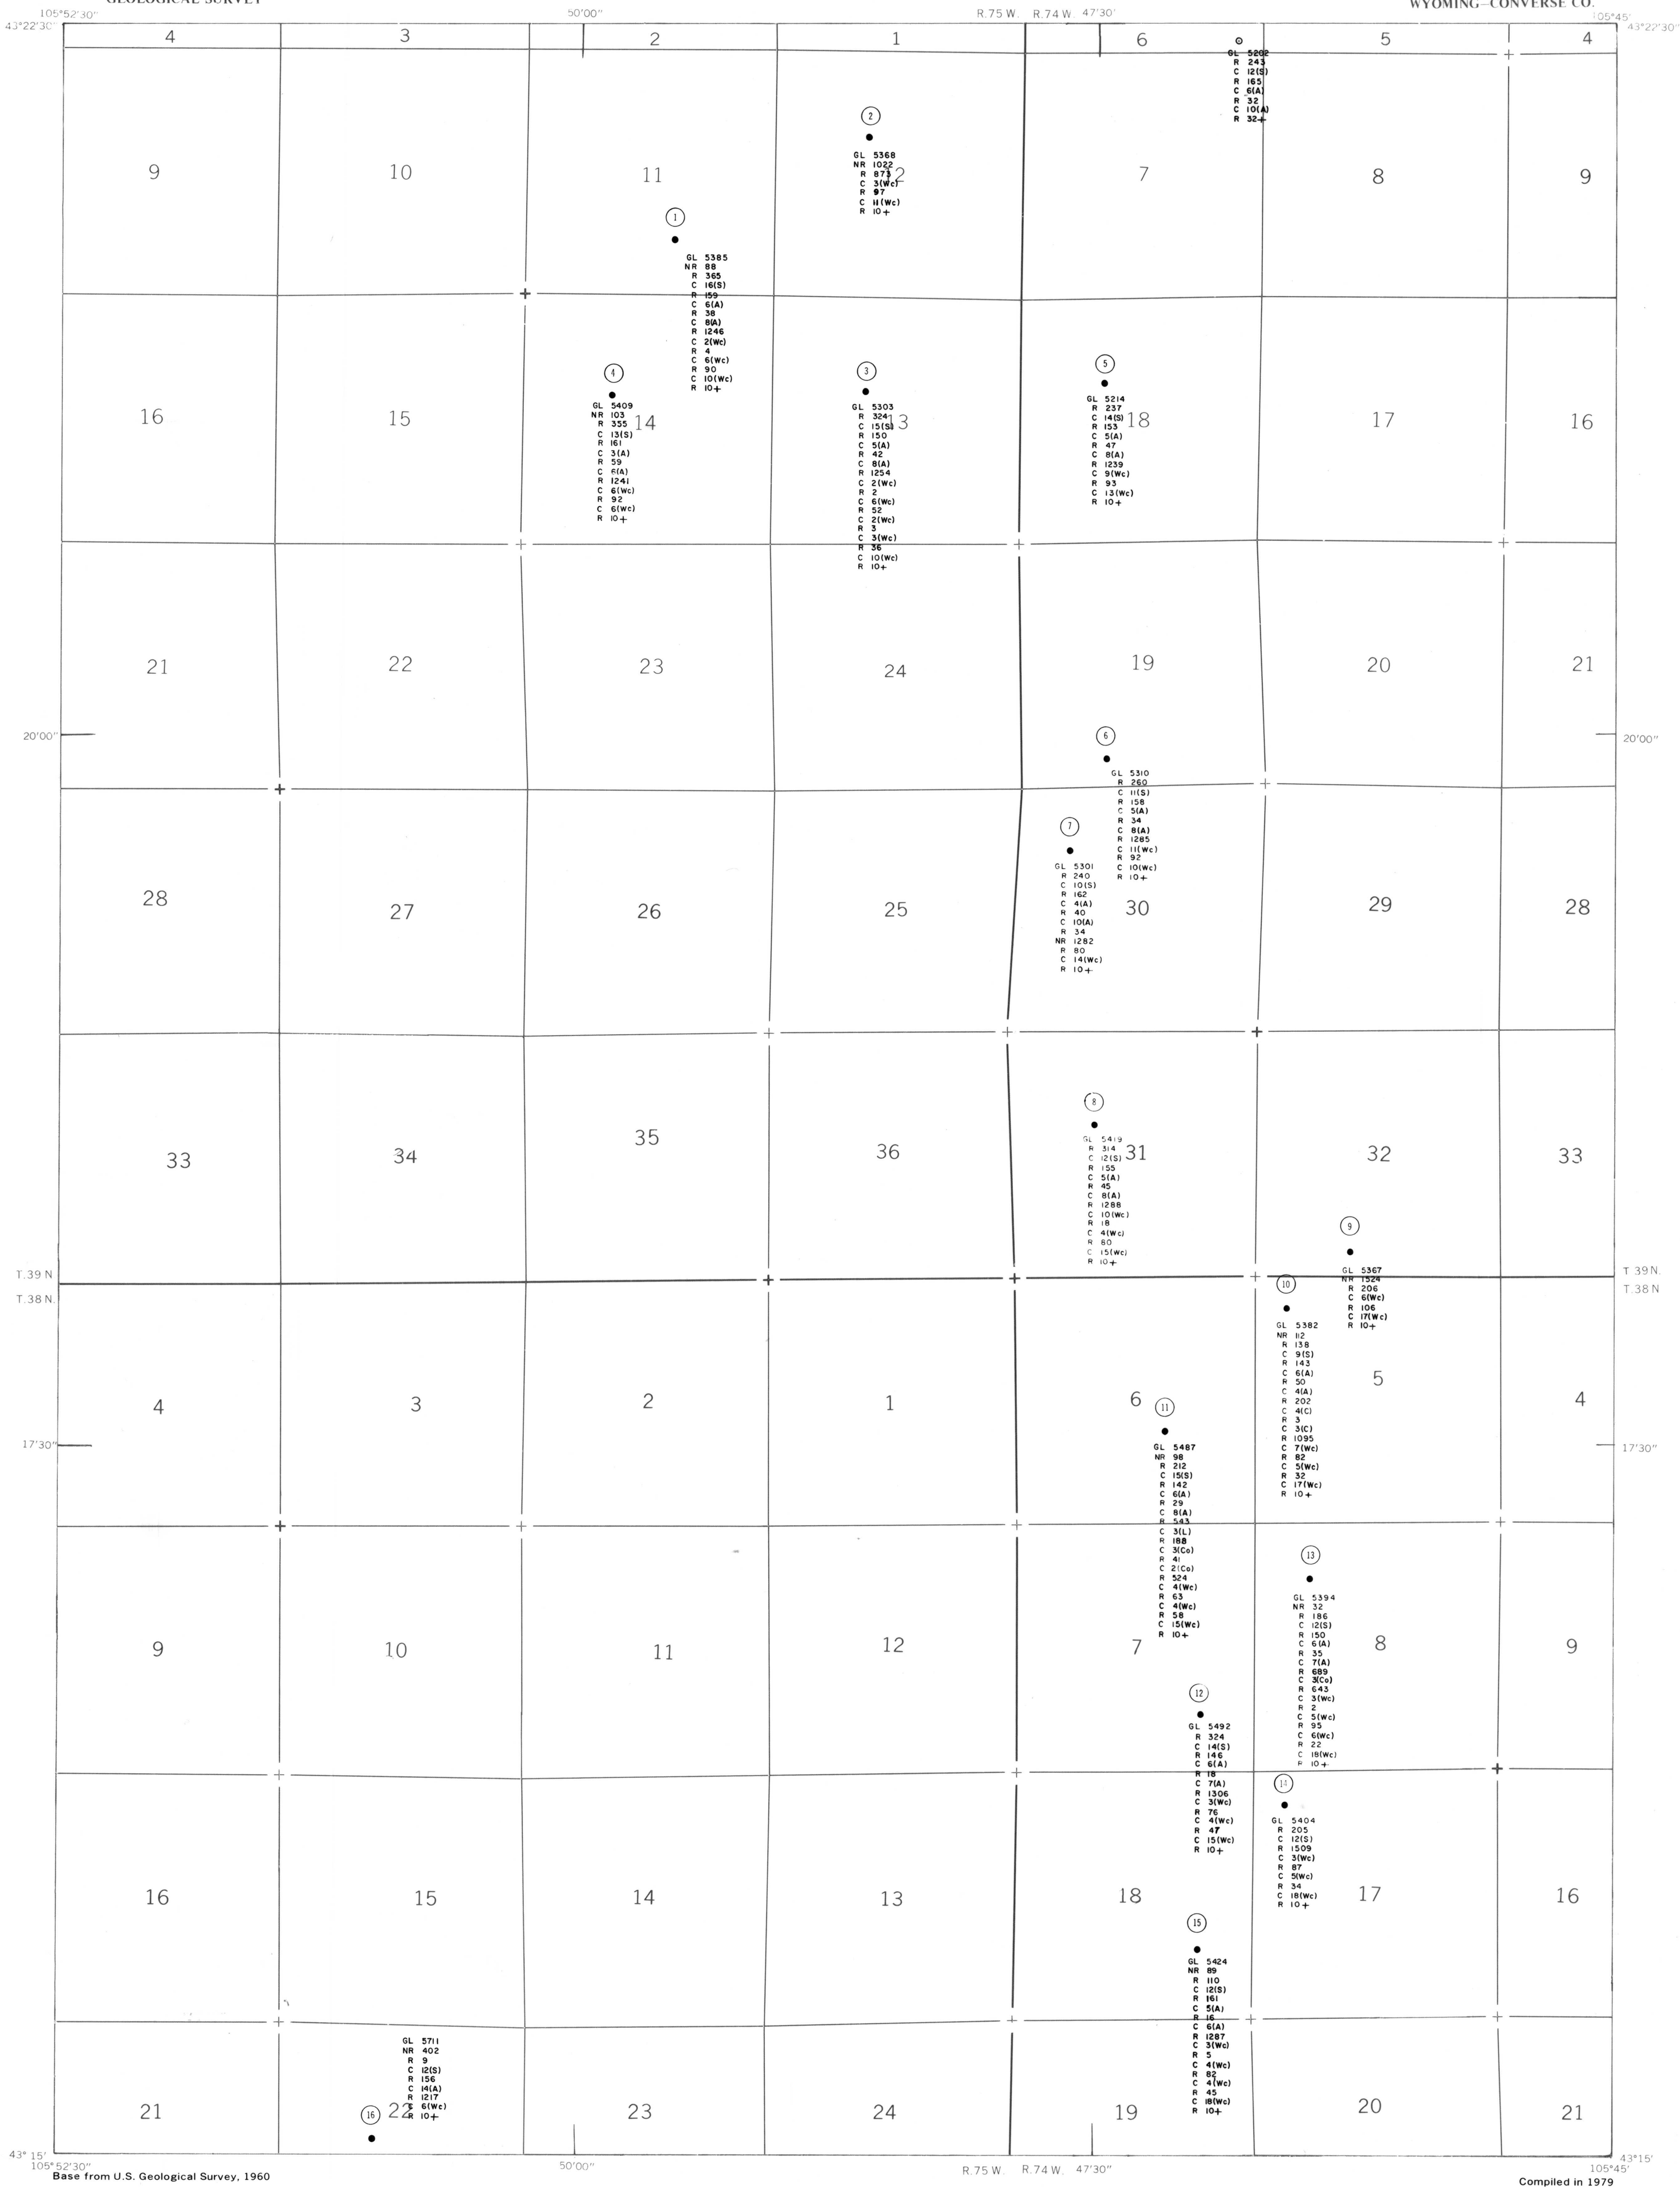 GEOLOGICAL SURVEY
WYOMING—CONVERSE CO.
105°52'30"
50'00"
R.75 W. R.74 W. 47'30'
105°45'
43°22'30"
43°22'30"
4
3
2
1
6
5
4
GL 5202
R 243
C 12(S)
R 165
C 6(A)
R 32
C 10(A)
R 32+
9
10
11
12
7
8
9
2
GL 5368
NR 1022
R 873
C 3(Wc)
R 97
C 11(Wc)
R 10+
1
GL 5385
NR 88
R 365
C 16(S)
R 159
C 6(A)
R 38
C 8(A)
R 1246
C 2(Wc)
R 4
C 6(Wc)
R 90
C 10(Wc)
R 10+
16
15
14
13
18
17
16
4
GL 5409
NR 103
R 355
C 13(S)
R 161
C 3(A)
R 59
C 6(A)
R 1241
C 6(Wc)
R 92
C 6(Wc)
R 10+
3
GL 5303
R 324
C 15(S)
R 150
C 5(A)
R 42
C 8(A)
R 1254
C 2(Wc)
R 2
C 6(Wc)
R 52
C 2(Wc)
R 3
C 3(Wc)
R 36
C 10(Wc)
R 10+
5
GL 5214
R 237
C 14(S)
R 153
C 5(A)
R 47
C 8(A)
R 1239
C 9(Wc)
R 93
C 13(Wc)
R 10+
21
22
23
24
19
20
21
20'00"
20'00"
6
GL 5310
R 260
C 11(S)
R 158
C 5(A)
R 34
C 8(A)
R 1285
C 11(Wc)
R 92
C 10(Wc)
R 10+
7
GL 5301
R 240
C 10(S)
R 162
C 4(A)
R 40
C 10(A)
R 34
NR 1282
R 80
C 14(Wc)
R 10+
28
27
26
25
30
29
28
33
34
35
36
31
32
33
8
GL 5419
R 314
C 12(S)
R 155
C 5(A)
R 45
C 8(A)
R 1288
C 10(Wc)
R 18
C 4(Wc)
R 80
C 15(Wc)
R 10+
9
GL 5367
NR 1524
R 206
C 6(Wc)
R 106
C 17(Wc)
R 10+
T.39 N
T.38 N.
T 39 N.
T.38 N
10
GL 5382
NR 112
R 138
C 9(S)
R 143
C 6(A)
R 50
C 4(A)
R 202
C 4(C)
R 3
C 3(C)
R 1095
C 7(Wc)
R 82
C 5(Wc)
R 32
C 17(Wc)
R 10+
4
3
2
1
6
5
4
17'30"
17'30"
11
GL 5487
NR 98
R 212
C 15(S)
R 142
C 6(A)
R 29
C 8(A)
R 543
C 3(L)
R 188
C 3(Co)
R 41
C 2(Co)
R 524
C 4(Wc)
R 63
C 4(Wc)
R 58
C 15(Wc)
R 10+
13
GL 5394
NR 32
R 186
C 12(S)
R 150
C 6(A)
R 35
C 7(A)
R 689
C 3(Co)
R 643
C 3(Wc)
R 2
C 5(Wc)
R 95
C 6(Wc)
R 22
C 18(Wc)
R 10+
9
10
11
12
7
8
9
12
GL 5492
R 324
C 14(S)
R 146
C 6(A)
R 18
C 7(A)
R 1306
C 3(Wc)
R 76
C 4(Wc)
R 47
C 15(Wc)
R 10+
14
GL 5404
R 205
C 12(S)
R 1509
C 3(Wc)
R 87
C 5(Wc)
R 34
C 18(Wc)
R 10+
16
15
14
13
18
17
16
15
GL 5424
NR 89
R 110
C 12(S)
R 161
C 5(A)
R 16
C 6(A)
R 1287
C 3(Wc)
R 5
C 4(Wc)
R 82
C 4(Wc)
R 45
C 18(Wc)
R 10+
GL 5711
NR 402
R 9
C 12(S)
R 156
C 14(A)
R 1217
C 6(Wc)
R 10+
16
21
22
23
24
19
20
21
43°15'
43°15'
105°52'30"
50'00"
R.75 W. R.74 W. 47'30"
105°45'
Base from U.S. Geological Survey, 1960
Compiled in 1979